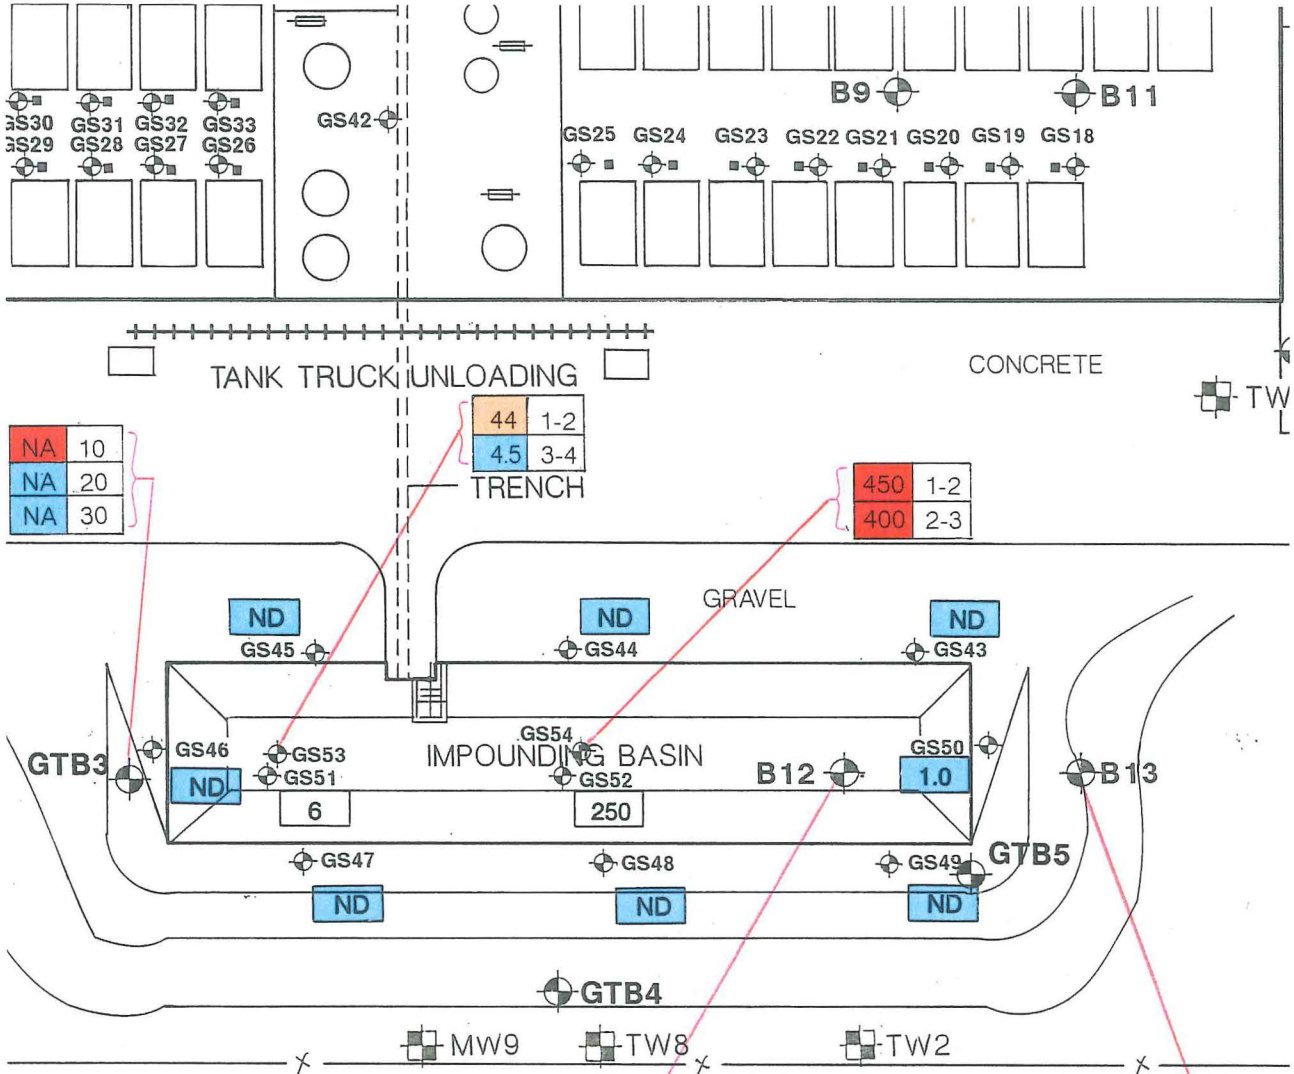 B9
B11
GS30
GS31
GS32
GS33
GS42
GS29
GS28
GS27
GS26
GS25
GS24
GS23
GS22
GS21
GS20
GS19
GS18
TANK TRUCK UNLOADING
CONCRETE
TW
44 1-2
4.5 3-4
TRENCH
NA 10
NA 20
NA 30
450 1-2
400 2-3
GRAVEL
ND
ND
ND
GS45
GS44
GS43
GS46
GS53
GS54
GS50
GTB3
IMPOUNDING BASIN
B12
B13
ND
GS51
GS52
1.0
6
250
GS47
GS48
GS49
GTB5
ND
ND
ND
GTB4
MW9
TW8
TW2